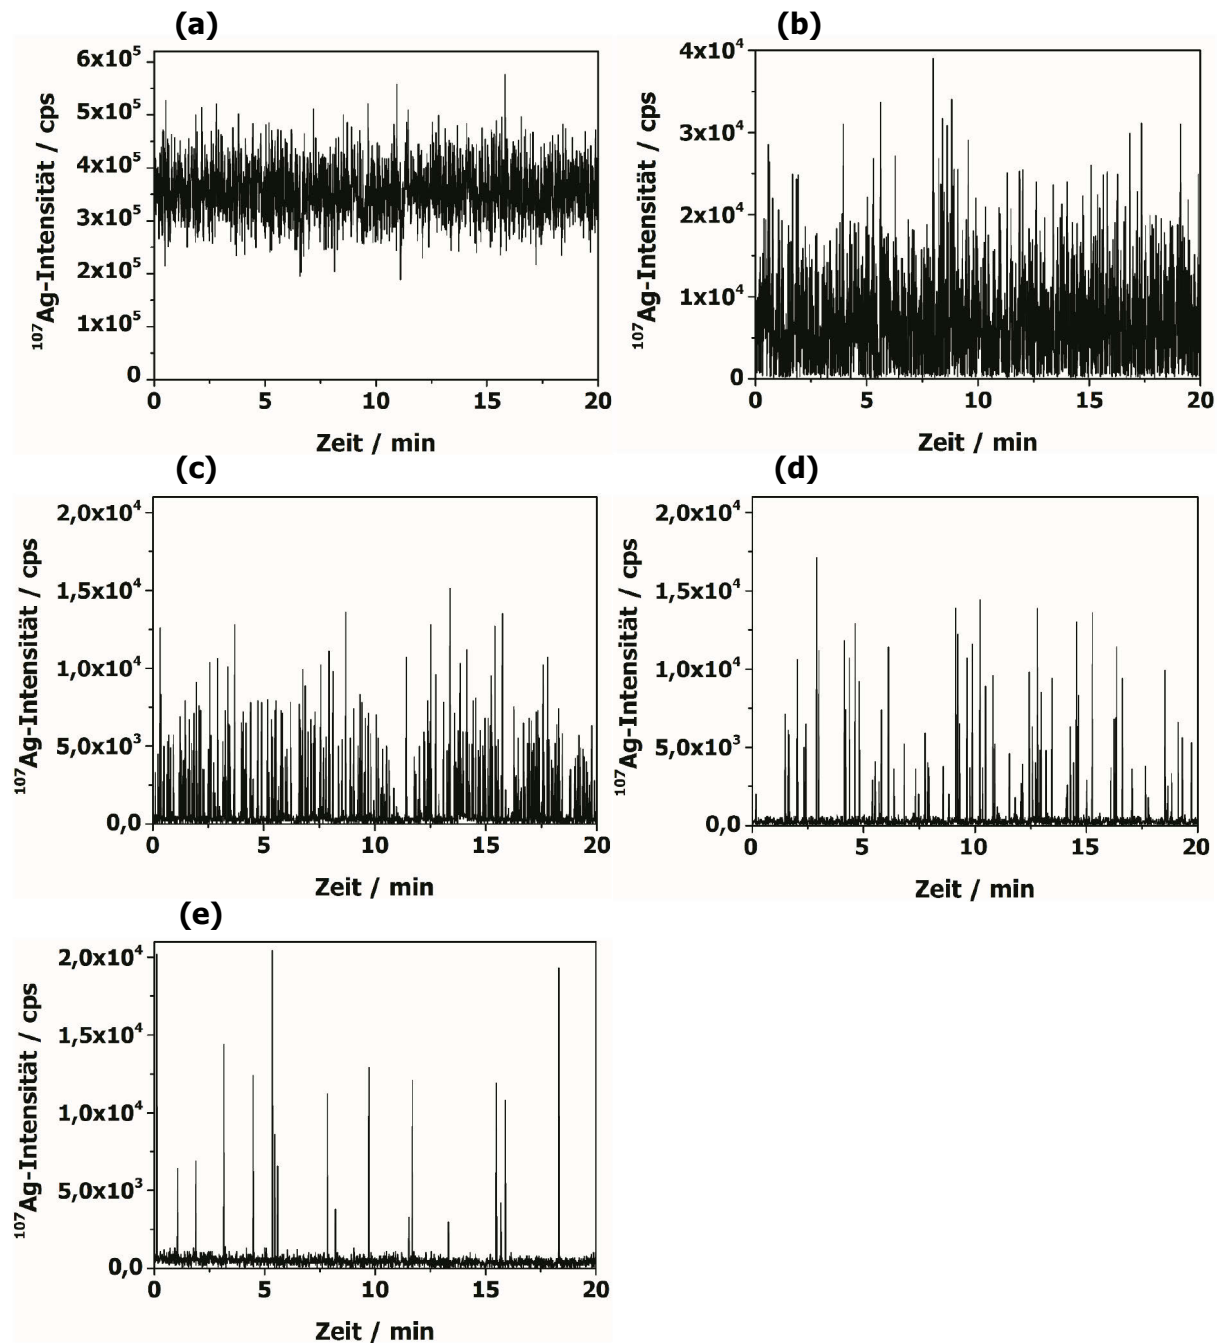 (a)
¹⁰⁷Ag-Intensität / cps
6x10⁵
5x10⁵
4x10⁵
3x10⁵
2x10⁵
1x10⁵
0
0 5 10 15 20
Zeit / min
(b)
¹⁰⁷Ag-Intensität / cps
4x10⁴
3x10⁴
2x10⁴
1x10⁴
0
0 5 10 15 20
Zeit / min
(c)
¹⁰⁷Ag-Intensität / cps
2,0x10⁴
1,5x10⁴
1,0x10⁴
5,0x10³
0,0
0 5 10 15 20
Zeit / min
(d)
¹⁰⁷Ag-Intensität / cps
2,0x10⁴
1,5x10⁴
1,0x10⁴
5,0x10³
0,0
0 5 10 15 20
Zeit / min
(e)
¹⁰⁷Ag-Intensität / cps
2,0x10⁴
1,5x10⁴
1,0x10⁴
5,0x10³
0,0
0 5 10 15 20
Zeit / min